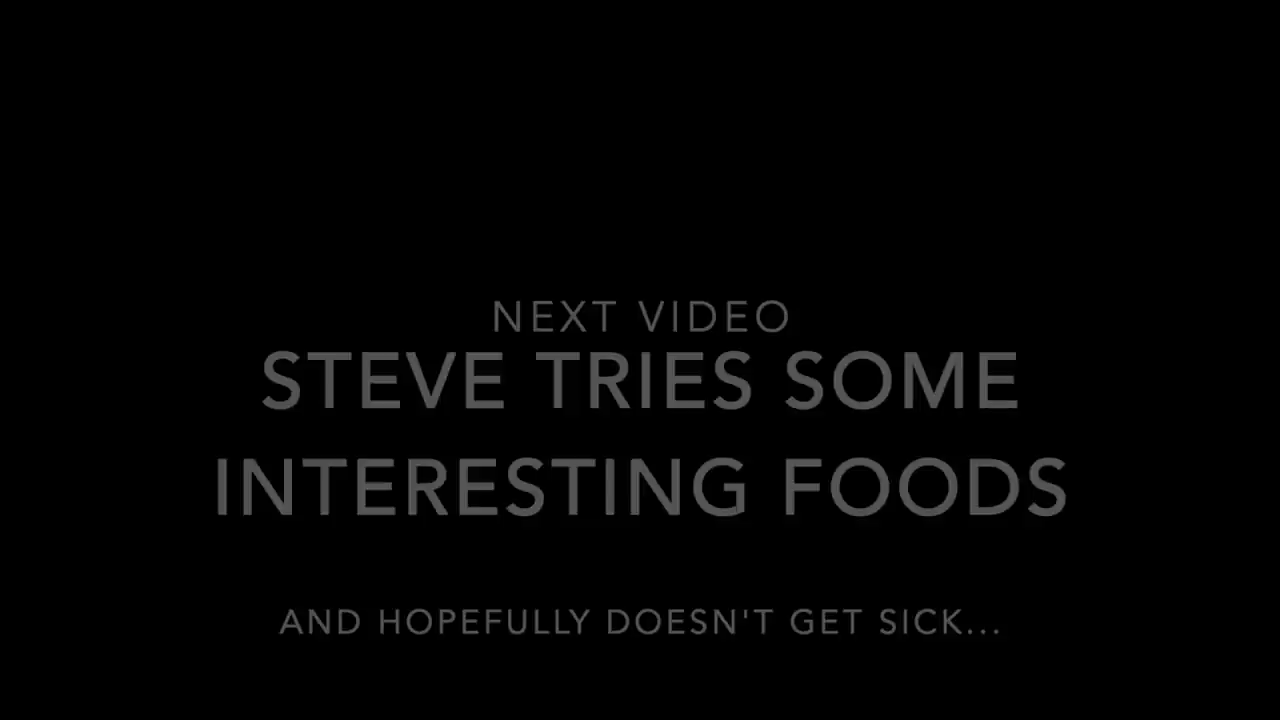 NEXT VIDEO
STEVE TRIES SOME
INTERESTING FOODS
AND HOPEFULLY DOESN'T GET SICK...